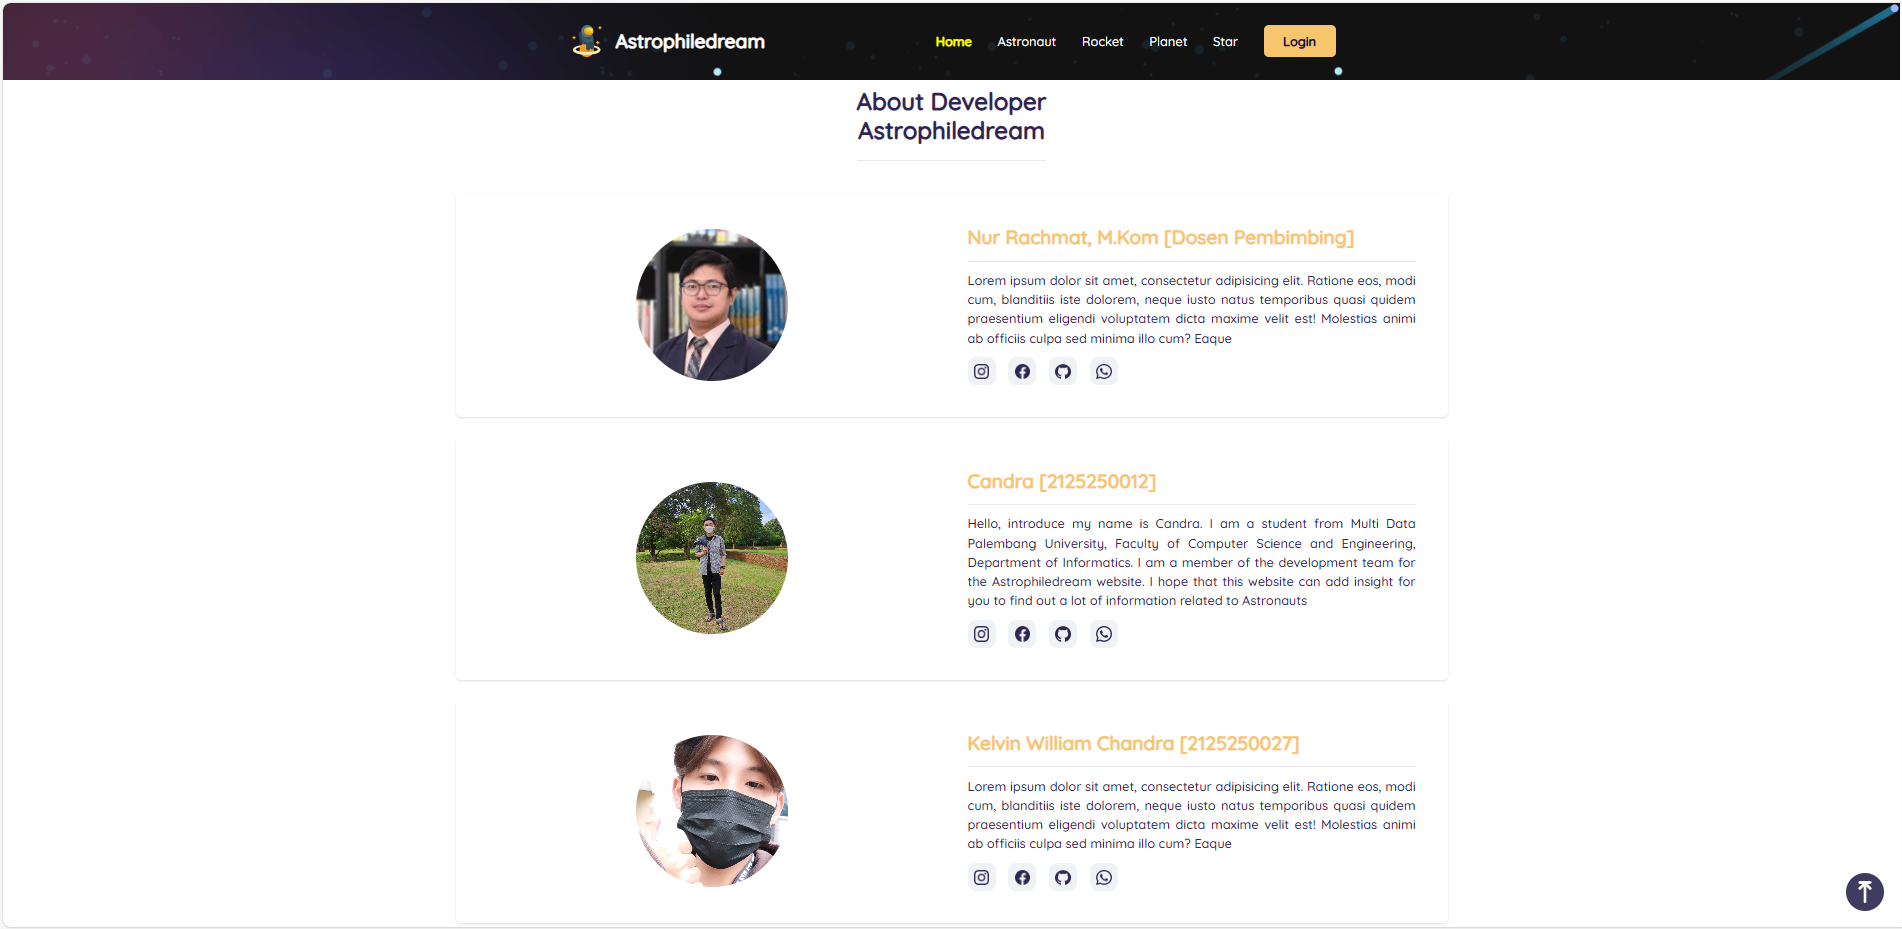 Astrophiledream
Home Astronaut Rocket Planet Star Login
About Developer
Astrophiledream
Nur Rachmat, M.Kom [Dosen Pembimbing]
Lorem ipsum dolor sit amet, consectetur adipisicing elit. Ratione eos, modi
cum, blanditiis iste dolorem, neque iusto natus temporibus quasi quidem
praesentium eligendi voluptatem dicta maxime velit est! Molestias animi
ab officiis culpa sed minima illo cum? Eaque
Candra [2125250012]
Hello, introduce my name is Candra. I am a student from Multi Data
Palembang University, Faculty of Computer Science and Engineering,
Department of Informatics. I am a member of the development team for
the Astrophiledream website. I hope that this website can add insight for
you to find out a lot of information related to Astronauts
Kelvin William Chandra [2125250027]
Lorem ipsum dolor sit amet, consectetur adipisicing elit. Ratione eos, modi
cum, blanditiis iste dolorem, neque iusto natus temporibus quasi quidem
praesentium eligendi voluptatem dicta maxime velit est! Molestias animi
ab officiis culpa sed minima illo cum? Eaque